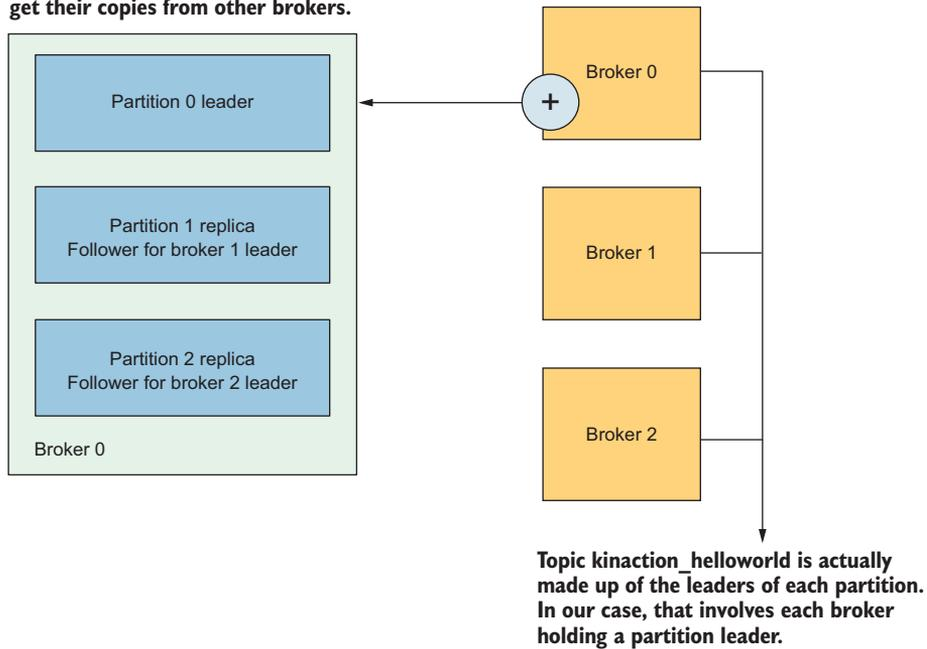 get their copies from other brokers.
Partition 0 leader
Partition 1 replica
Follower for broker 1 leader
Partition 2 replica
Follower for broker 2 leader
Broker 0
Broker 0
+
Broker 1
Broker 2
Topic kinaction_helloworld is actually
made up of the leaders of each partition.
In our case, that involves each broker
holding a partition leader.